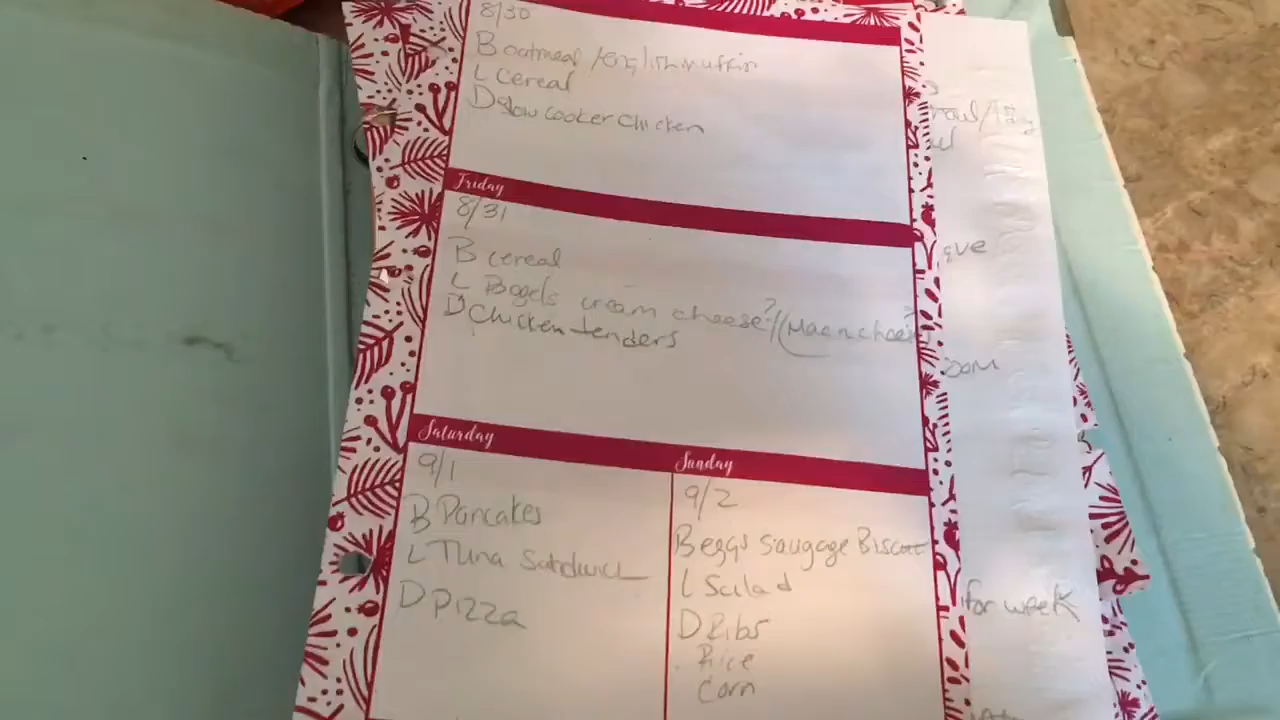 8/30
B oatmeal / english muffin
L Cereal
D Slow cooker chicken
Friday
8/31
B cereal
L Bagels cream cheese?/(Mac n cheese?
D Chicken tenders
Saturday
9/1
B Pancakes
L Tuna Sandwich
D Pizza
Sunday
9/2
B eggs saugage Biscuit
L Salad
D Ribs
Rice
Corn
for week